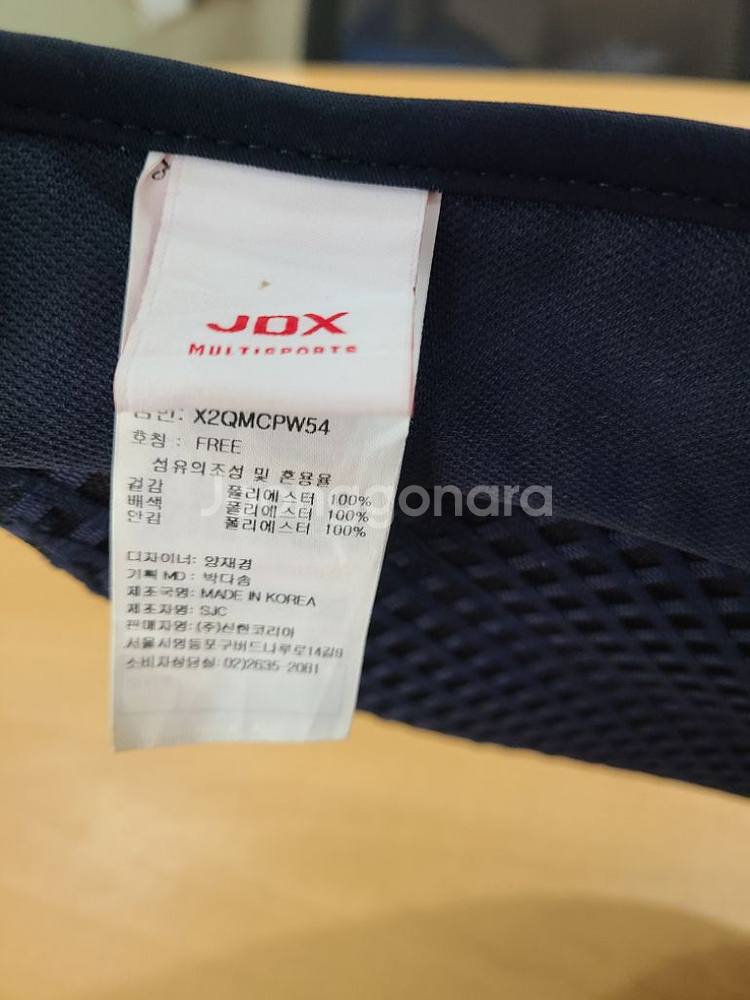 JDX
MULTISPORTS
품번: X2QMCPW54
호칭 : FREE
섬유의조성 및 혼용율
겉감 폴리에스터 100%
배색 폴리에스터 100%
안감 폴리에스터 100%
디자이너: 양재경
기획 MD : 박다솜
제조국명: MADE IN KOREA
제조자명: SJC
판매자명: (주)신한코리아
서울시영등포구버드나루로14길9
소비자상담실: 02)2635-2081